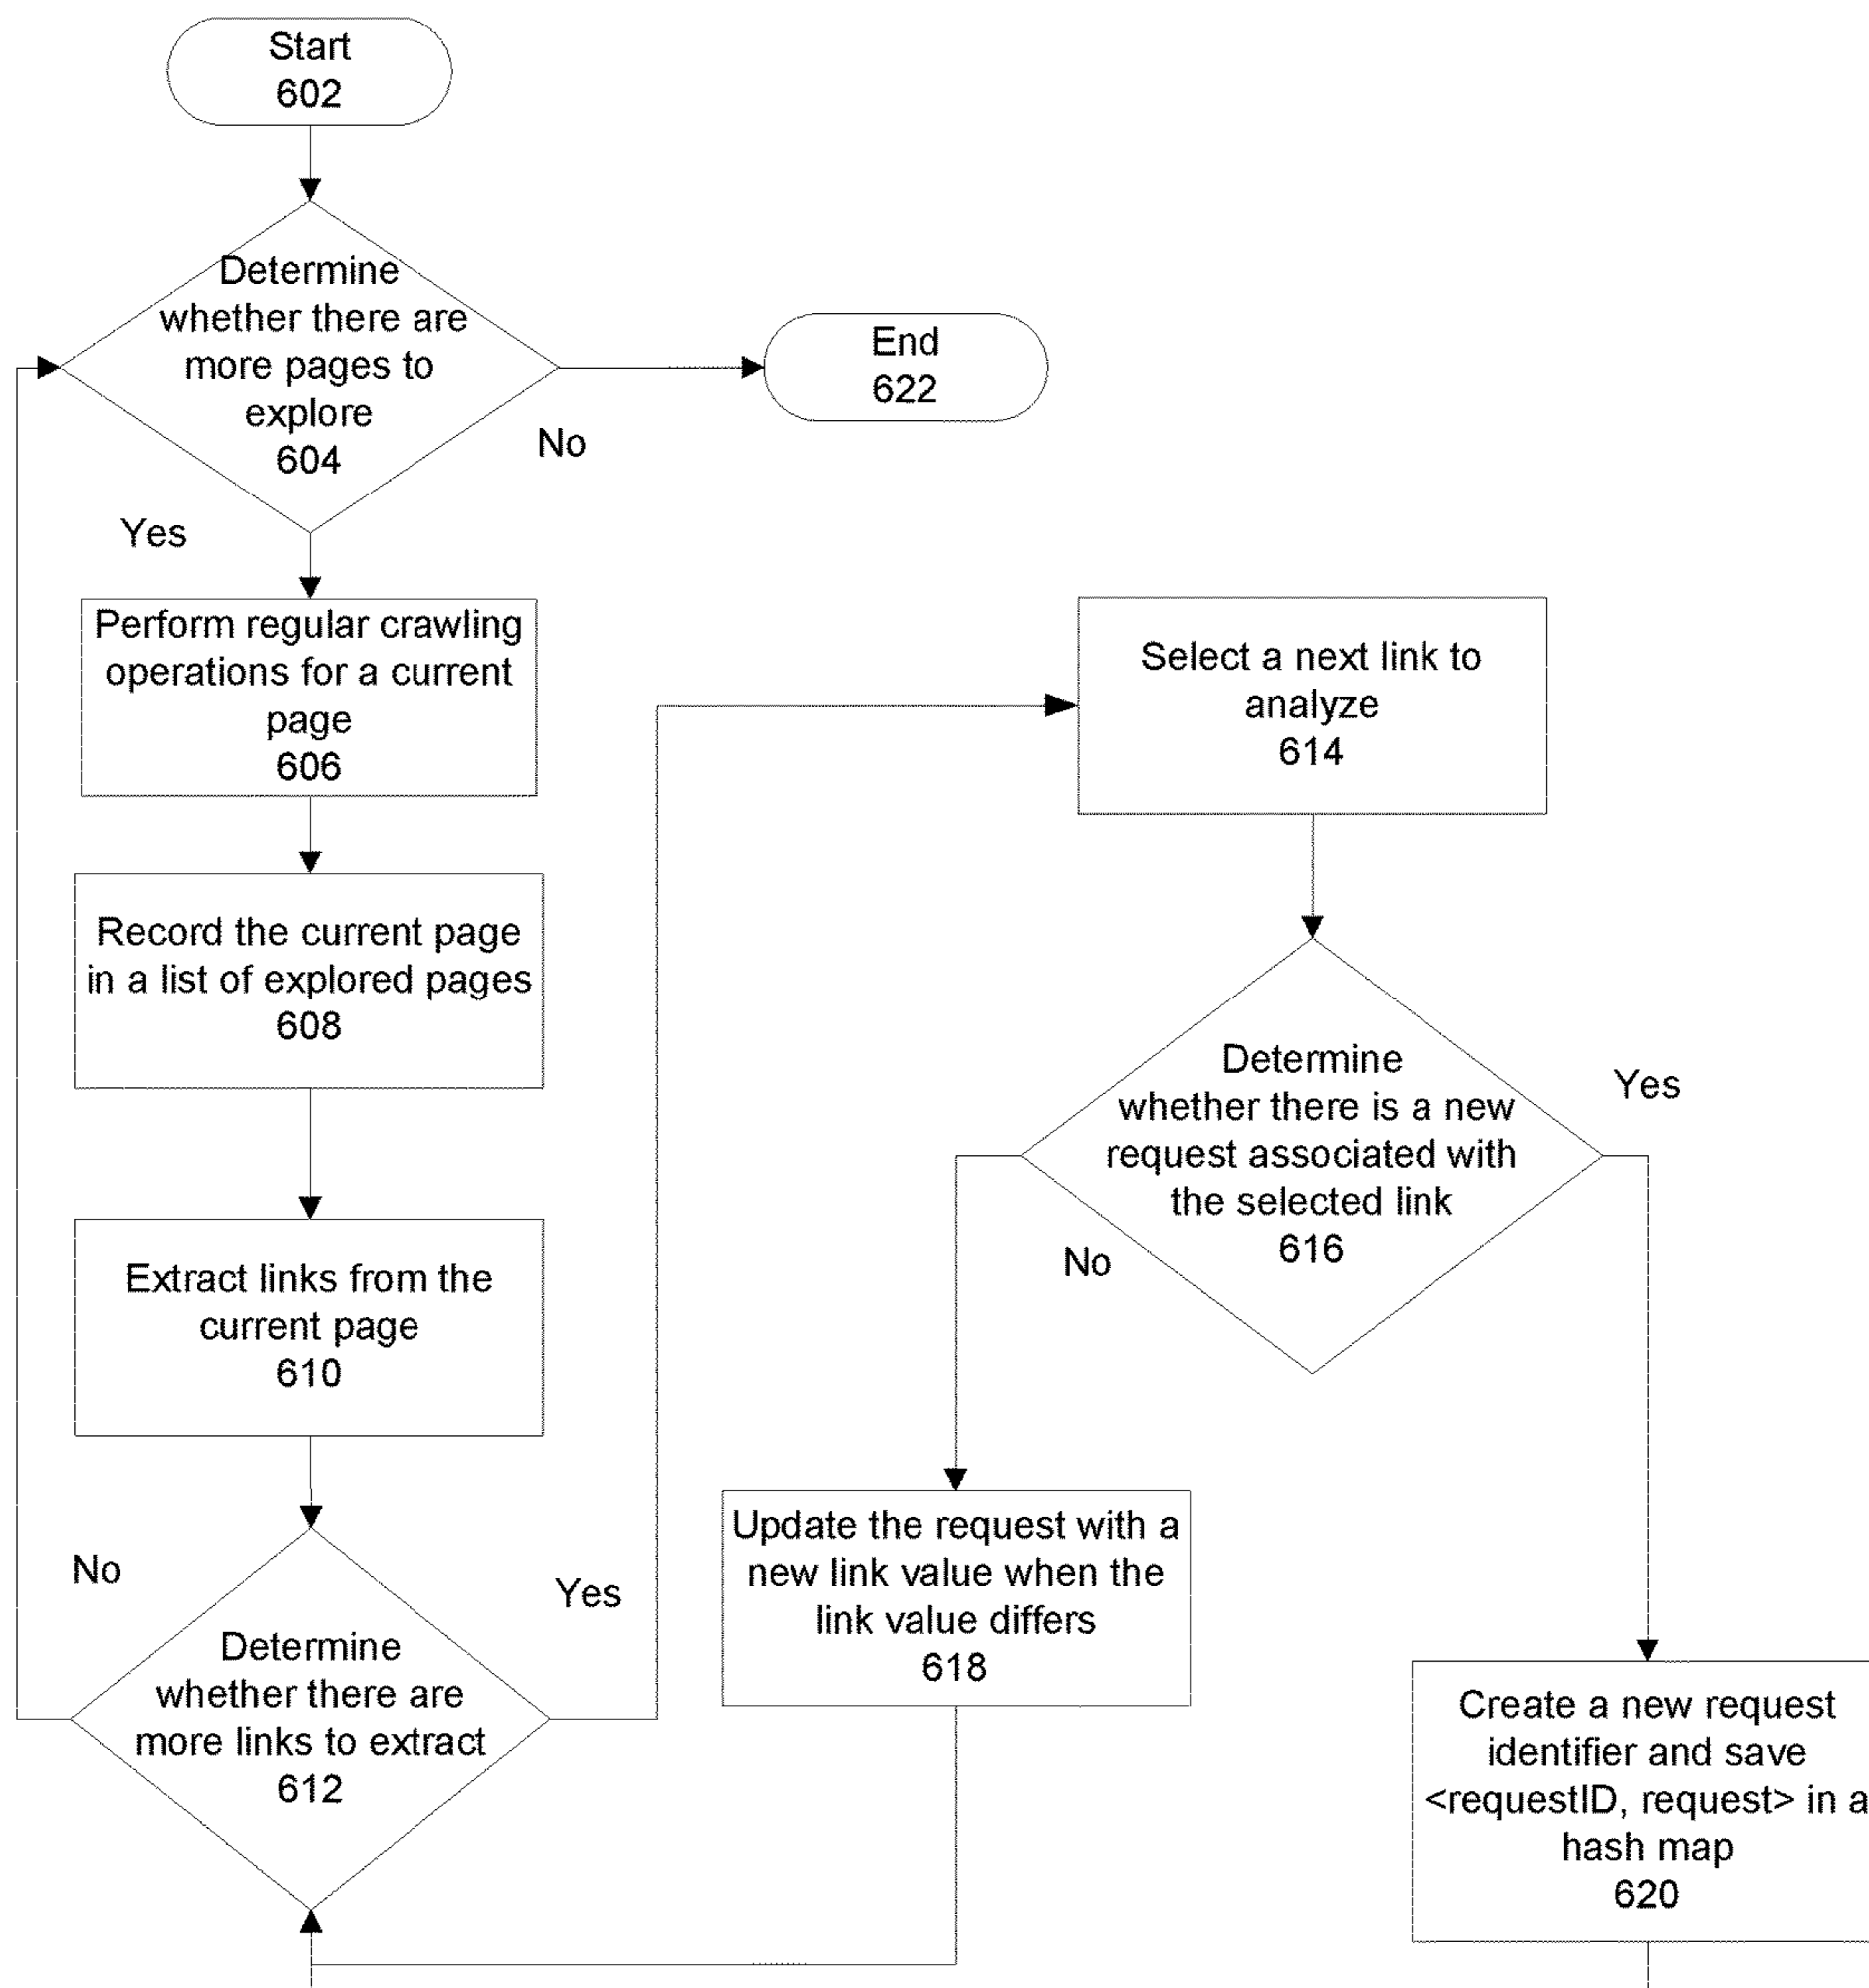 Start
602
Determine
whether there are
more pages to
explore
604
No
End
622
Yes
Perform regular crawling
operations for a current
page
606
Record the current page
in a list of explored pages
608
Extract links from the
current page
610
No
Yes
Determine
whether there are
more links to extract
612
Select a next link to
analyze
614
Determine
whether there is a new
request associated with
the selected link
616
Yes
No
Update the request with a
new link value when the
link value differs
618
Create a new request
identifier and save
<requestID, request> in a
hash map
620